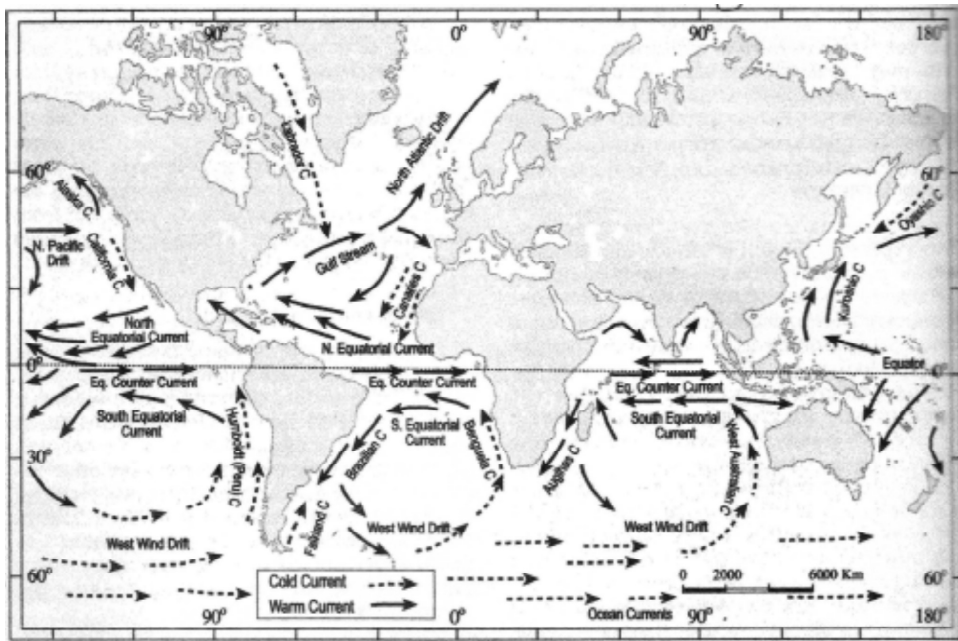 90°
0°
90°
180°
Labrador C
North Atlantic Drift
60°
60°
Alaska C
Oyashio C
N. Pacific
Drift
California C
Gulf Stream
Canaries C
Kuroshio C
North
Equatorial Current
N. Equatorial Current
Equator
0°
0°
Eq. Counter Current
Eq. Counter Current
Eq. Counter Current
South Equatorial
Current
Humboldt (Peru) C
S. Equatorial
Current
Brazilian C
Benguela C
South Equatorial
Current
West Australian C
30°
30°
Falkland C
West Wind Drift
West Wind Drift
West Wind Drift
60°
60°
Cold Current
Warm Current
0 2000 6000 Km
Ocean Currents
90°
0°
90°
180°